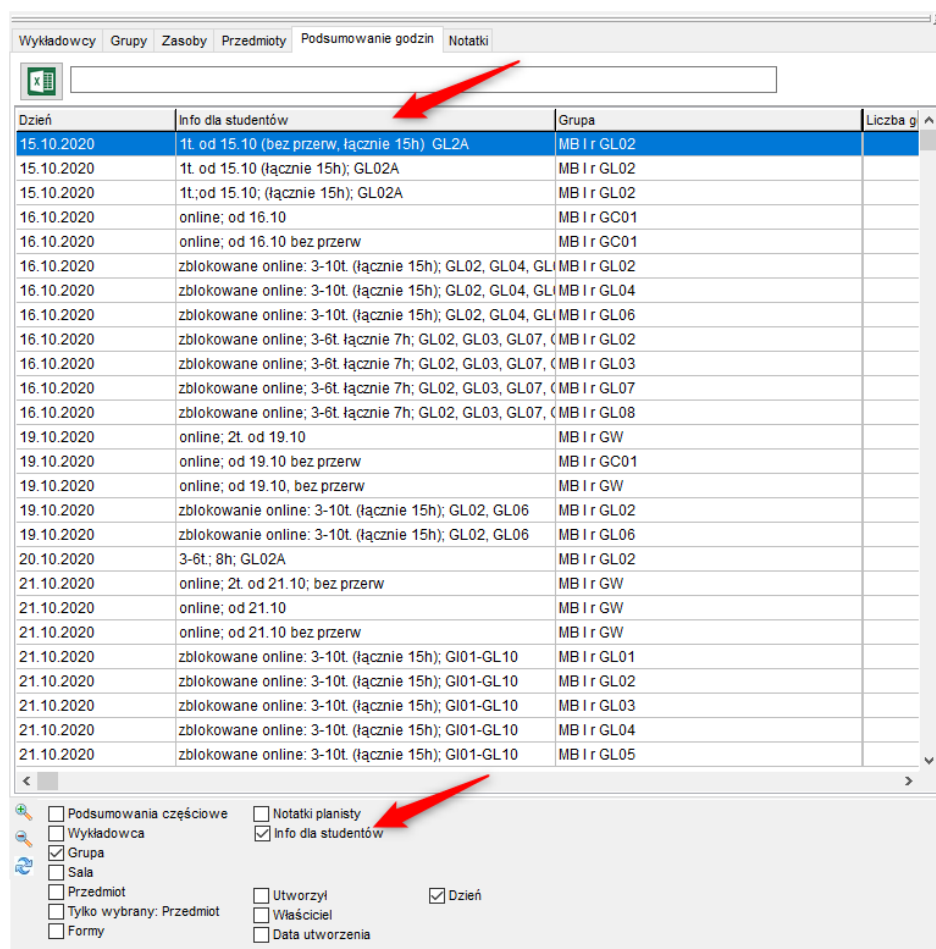 Wykładowcy Grupy Zasoby Przedmioty Podsumowanie godzin Notatki
Dzień Info dla studentów Grupa Liczba g
15.10.2020 1t. od 15.10 (bez przerw, łącznie 15h) GL2A MB I r GL02
15.10.2020 1t. od 15.10 (łącznie 15h); GL02A MB I r GL02
15.10.2020 1t.;od 15.10; (łącznie 15h); GL02A MB I r GL02
16.10.2020 online; od 16.10 MB I r GC01
16.10.2020 online; od 16.10 bez przerw MB I r GC01
16.10.2020 zblokowane online: 3-10t. (łącznie 15h); GL02, GL04, GL MB I r GL02
16.10.2020 zblokowane online: 3-10t. (łącznie 15h); GL02, GL04, GL MB I r GL04
16.10.2020 zblokowane online: 3-10t. (łącznie 15h); GL02, GL04, GL MB I r GL06
16.10.2020 zblokowane online; 3-6t. łącznie 7h; GL02, GL03, GL07, MB I r GL02
16.10.2020 zblokowane online; 3-6t. łącznie 7h; GL02, GL03, GL07, MB I r GL03
16.10.2020 zblokowane online; 3-6t. łącznie 7h; GL02, GL03, GL07, MB I r GL07
16.10.2020 zblokowane online; 3-6t. łącznie 7h; GL02, GL03, GL07, MB I r GL08
19.10.2020 online; 2t. od 19.10 MB I r GW
19.10.2020 online; od 19.10 bez przerw MB I r GC01
19.10.2020 online; od 19.10, bez przerw MB I r GW
19.10.2020 zblokowanie online: 3-10t. (łącznie 15h); GL02, GL06 MB I r GL02
19.10.2020 zblokowanie online: 3-10t. (łącznie 15h); GL02, GL06 MB I r GL06
20.10.2020 3-6t.; 8h; GL02A MB I r GL02
21.10.2020 online; 2t. od 21.10; bez przerw MB I r GW
21.10.2020 online; od 21.10 MB I r GW
21.10.2020 online; od 21.10 bez przerw MB I r GW
21.10.2020 zblokowane online: 3-10t. (łącznie 15h); Gl01-GL10 MB I r GL01
21.10.2020 zblokowane online: 3-10t. (łącznie 15h); Gl01-GL10 MB I r GL02
21.10.2020 zblokowane online: 3-10t. (łącznie 15h); Gl01-GL10 MB I r GL03
21.10.2020 zblokowane online: 3-10t. (łącznie 15h); Gl01-GL10 MB I r GL04
21.10.2020 zblokowane online: 3-10t. (łącznie 15h); Gl01-GL10 MB I r GL05
Podsumowania częściowe Notatki planisty
Wykładowca Info dla studentów
Grupa
Sala
Przedmiot Utworzył Dzień
Tylko wybrany: Przedmiot Właściciel
Formy Data utworzenia